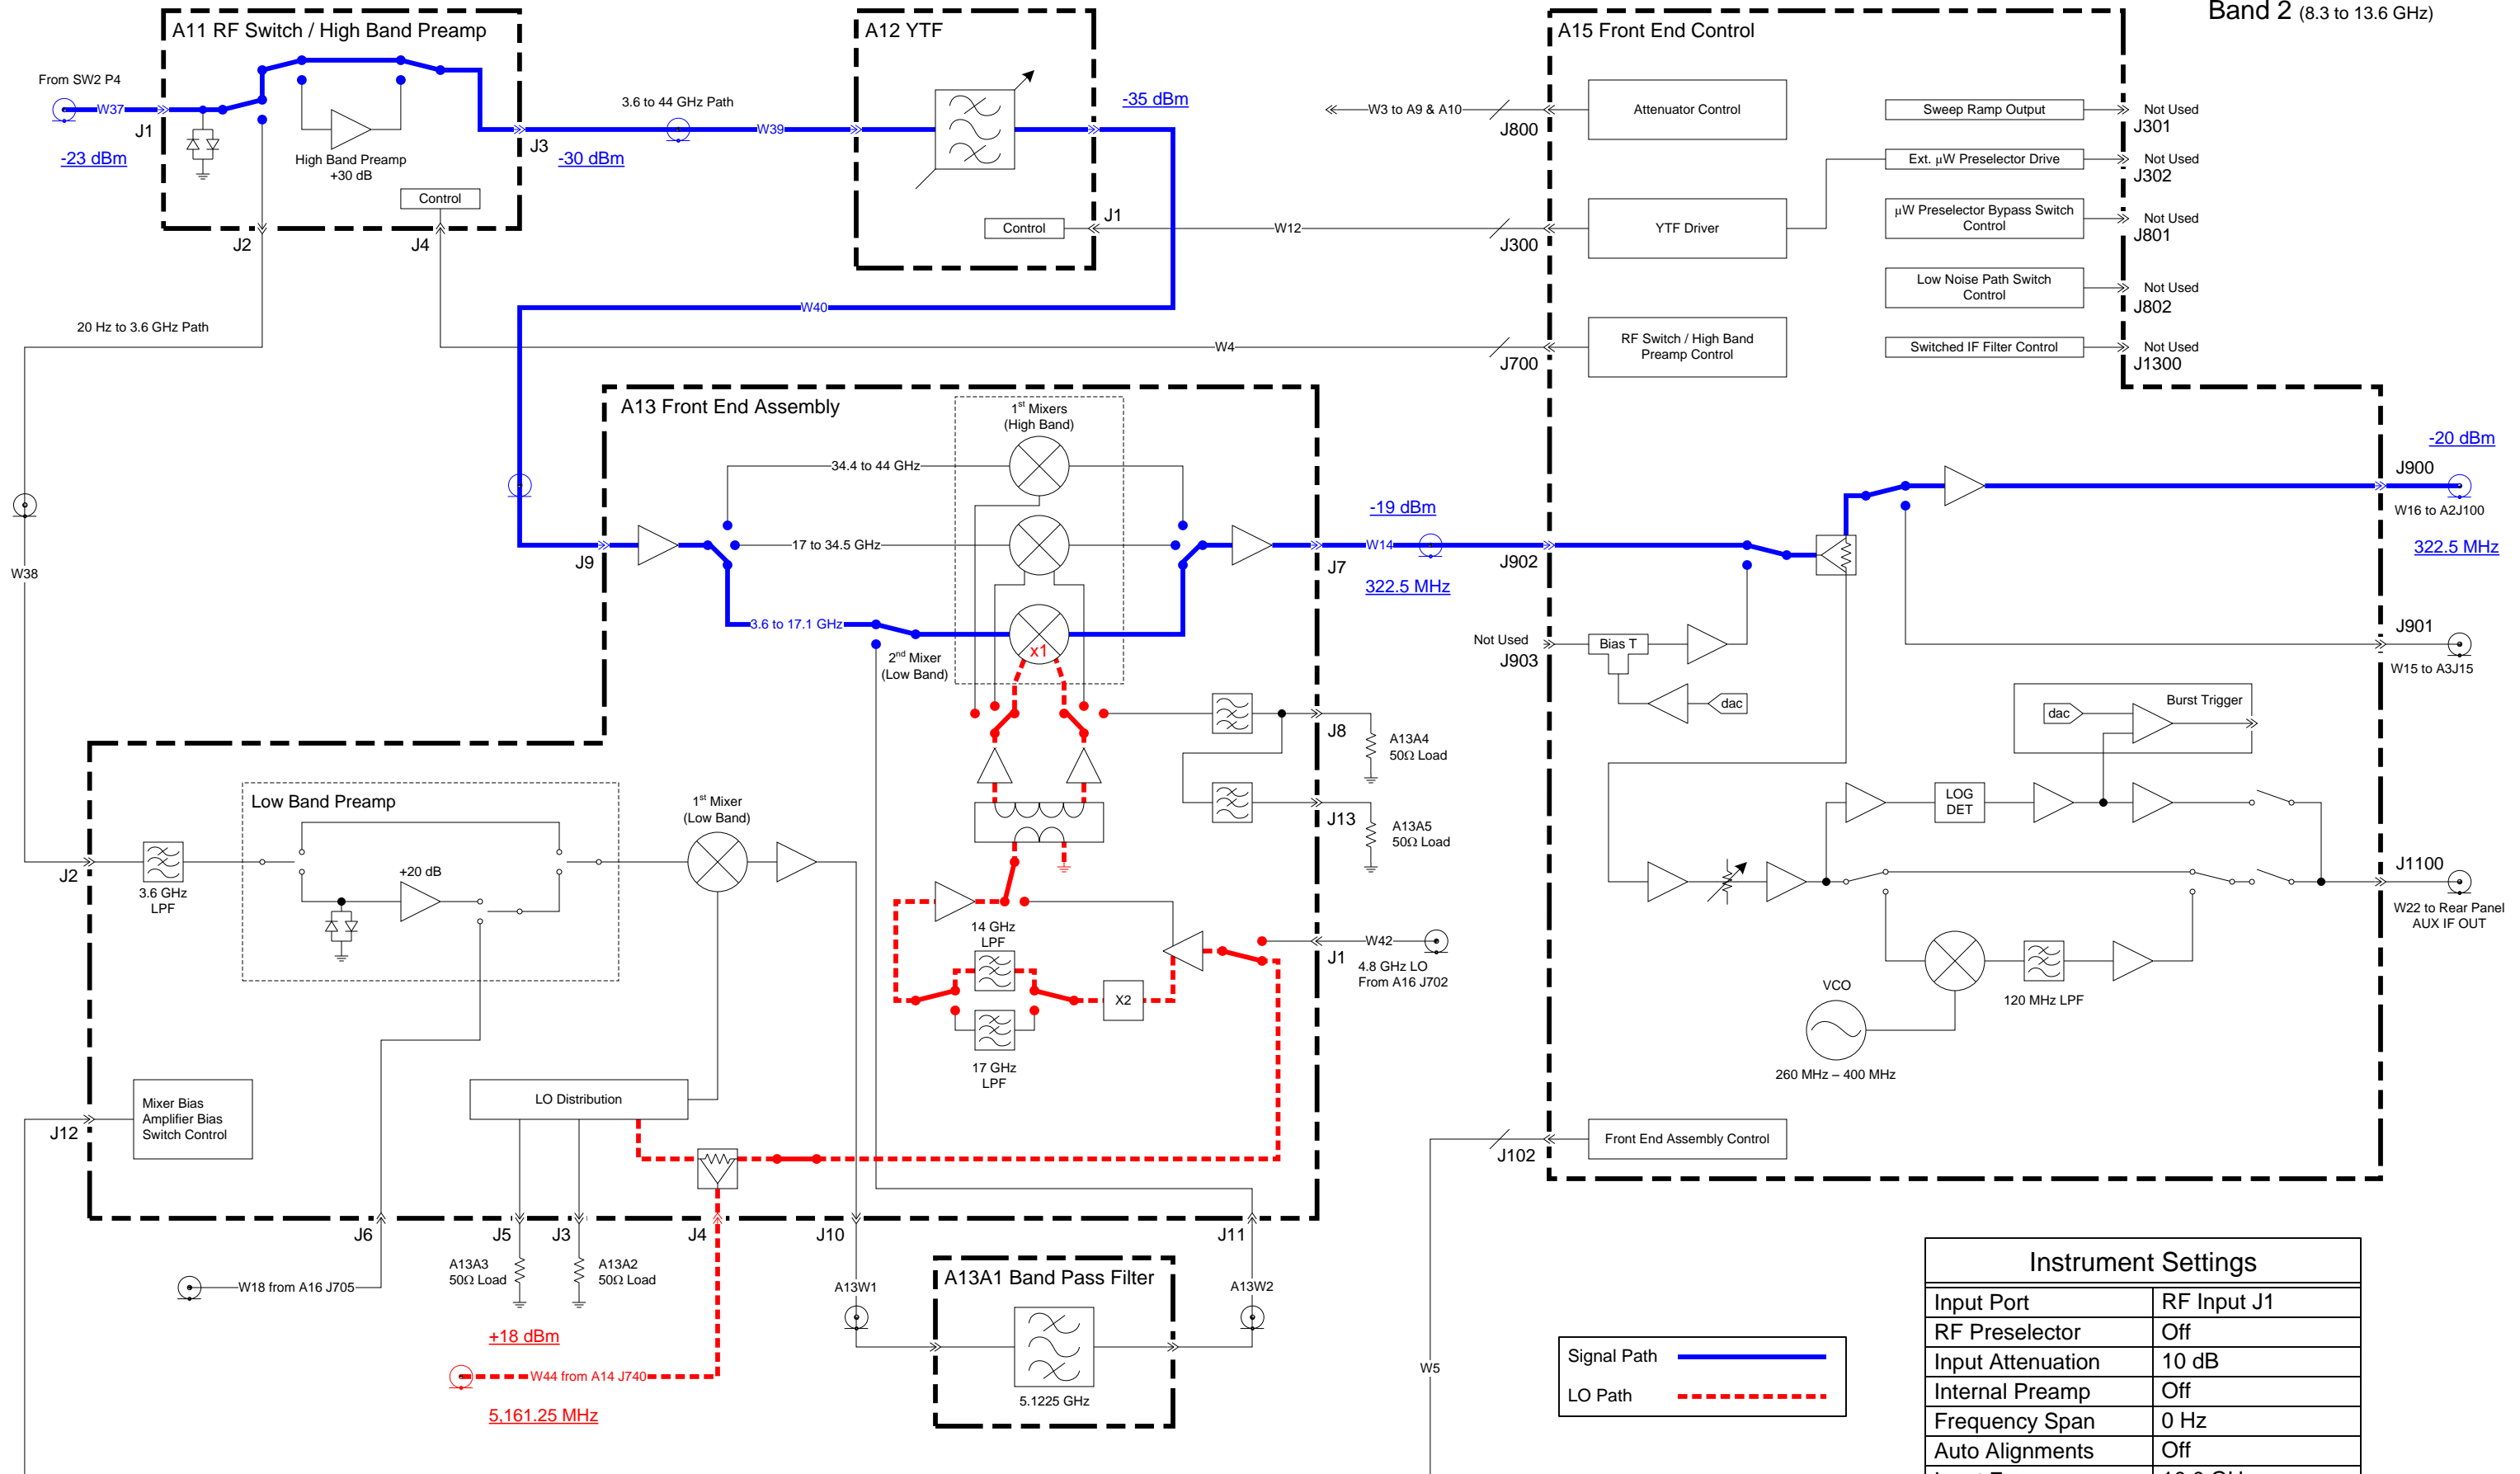 Band 2 (8.3 to 13.6 GHz)
A11 RF Switch / High Band Preamp
From SW2 P4
W37
J1
-23 dBm
High Band Preamp
+30 dB
Control
J2
J4
J3
3.6 to 44 GHz Path
-30 dBm
W39
A12 YTF
-35 dBm
Control
J1
W12
W40
W4
20 Hz to 3.6 GHz Path
W38
A15 Front End Control
W3 to A9 & A10
J800
Attenuator Control
J300
YTF Driver
J700
RF Switch / High Band
Preamp Control
Sweep Ramp Output
Not Used
J301
Ext. µW Preselector Drive
Not Used
J302
µW Preselector Bypass Switch
Control
Not Used
J801
Low Noise Path Switch
Control
Not Used
J802
Switched IF Filter Control
Not Used
J1300
A13 Front End Assembly
1st Mixers
(High Band)
34.4 to 44 GHz
17 to 34.5 GHz
3.6 to 17.1 GHz
x1
2nd Mixer
(Low Band)
J9
J7
-19 dBm
W14
322.5 MHz
J902
-20 dBm
J900
W16 to A2J100
322.5 MHz
J901
W15 to A3J15
Not Used
J903
Bias T
dac
Burst Trigger
dac
LOG
DET
J1100
W22 to Rear Panel
AUX IF OUT
VCO
260 MHz – 400 MHz
120 MHz LPF
Front End Assembly Control
J102
W5
J8
A13A4
50Ω Load
J13
A13A5
50Ω Load
14 GHz
LPF
17 GHz
LPF
X2
J1
W42
4.8 GHz LO
From A16 J702
Low Band Preamp
+20 dB
1st Mixer
(Low Band)
J2
3.6 GHz
LPF
LO Distribution
Mixer Bias
Amplifier Bias
Switch Control
J12
J6
J5
J3
J4
J10
J11
W18 from A16 J705
A13A3
50Ω Load
A13A2
50Ω Load
+18 dBm
W44 from A14 J740
5,161.25 MHz
A13W1
A13W2
A13A1 Band Pass Filter
5.1225 GHz
Signal Path
LO Path
Instrument Settings
Input Port RF Input J1
RF Preselector Off
Input Attenuation 10 dB
Internal Preamp Off
Frequency Span 0 Hz
Auto Alignments Off